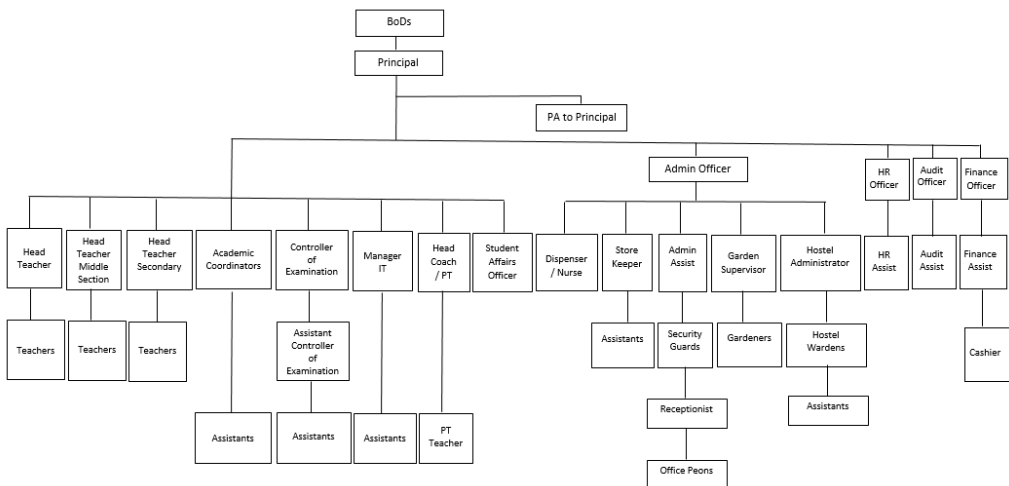 BoDs
Principal
PA to Principal
Admin Officer
HR
Officer
Audit
Officer
Finance
Officer
Head
Teacher
Head
Teacher
Middle
Section
Head
Teacher
Secondary
Academic
Coordinators
Controller
of
Examination
Manager
IT
Head
Coach
/ PT
Student
Affairs
Officer
Dispenser
/ Nurse
Store
Keeper
Admin
Assist
Garden
Supervisor
Hostel
Administrator
HR
Assist
Audit
Assist
Finance
Assist
Teachers
Teachers
Teachers
Assistant
Controller
of
Examination
Assistants
Security
Guards
Gardeners
Hostel
Wardens
Cashier
Receptionist
Assistants
Assistants
Assistants
Assistants
PT
Teacher
Office Peons